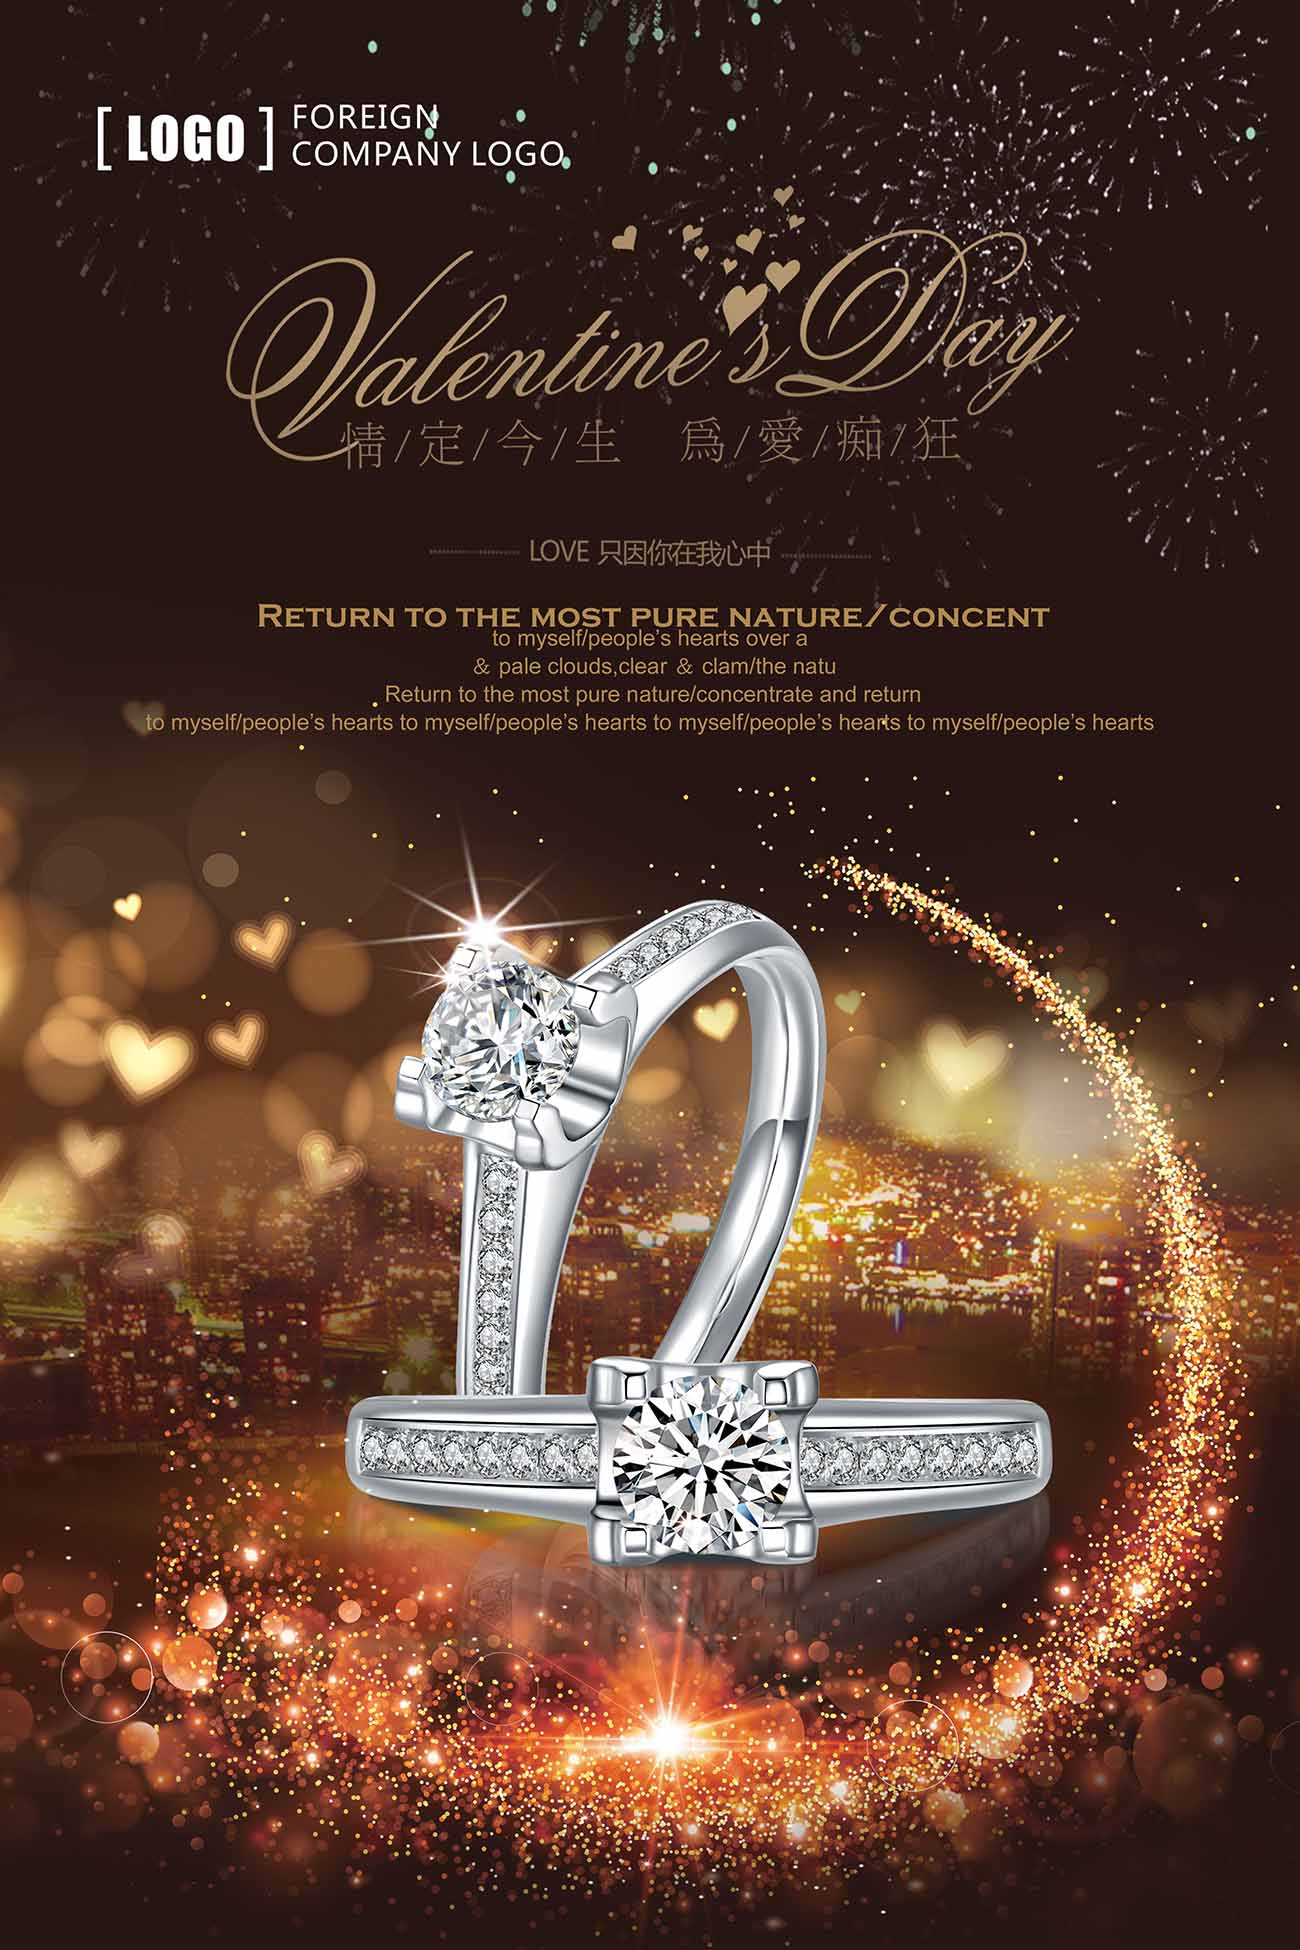 [ LOGO ] FOREIGN
COMPANY LOGO
Valentine's Day
情/定/今/生 爲/愛/痴/狂
LOVE 只因你在我心中
RETURN TO THE MOST PURE NATURE/CONCENT
to myself/people's hearts over a
& pale clouds,clear & clam/the natu
Return to the most pure nature/concentrate and return
to myself/people's hearts to myself/people's hearts to myself/people's hearts to myself/people's hearts